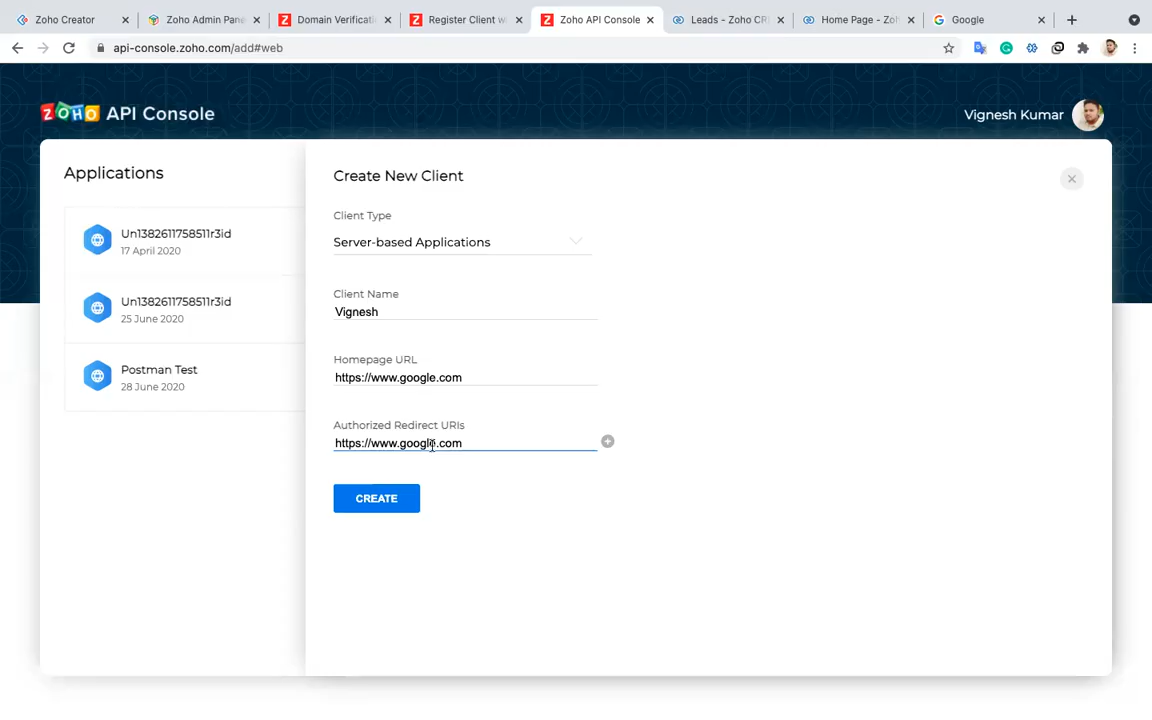 Zoho Creator
Zoho Admin Pane
Domain Verificati
Register Client w
Zoho API Console
Leads - Zoho CR
Home Page - Zoh
Google
api-console.zoho.com/add#web
ZOHO API Console
Vignesh Kumar
Applications
Un1382611758511r3id
17 April 2020
Un1382611758511r3id
25 June 2020
Postman Test
28 June 2020
Create New Client
Client Type
Server-based Applications
Client Name
Vignesh
Homepage URL
https://www.google.com
Authorized Redirect URIs
https://www.google.com
CREATE